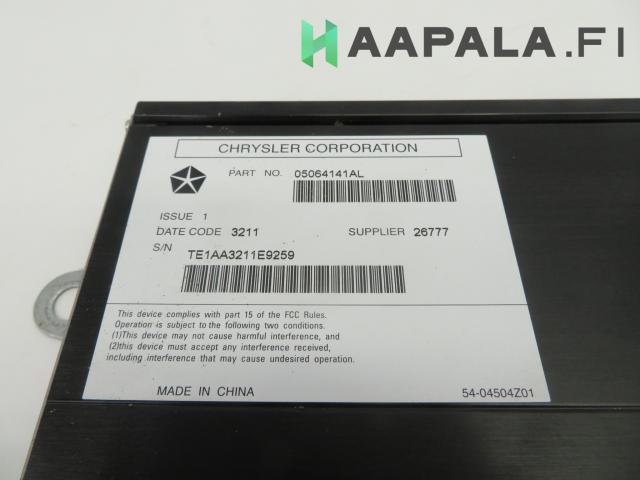 HAAPALA.FI
CHRYSLER CORPORATION
PART NO. 05064141AL
ISSUE 1
DATE CODE 3211 SUPPLIER 26777
S/N TE1AA3211E9259
This device complies with part 15 of the FCC Rules.
Operation is subject to the following two conditions.
(1)This device may not cause harmful interference, and
(2)this device must accept any interference received,
including interference that may cause undesired operation.
MADE IN CHINA 54-04504Z01